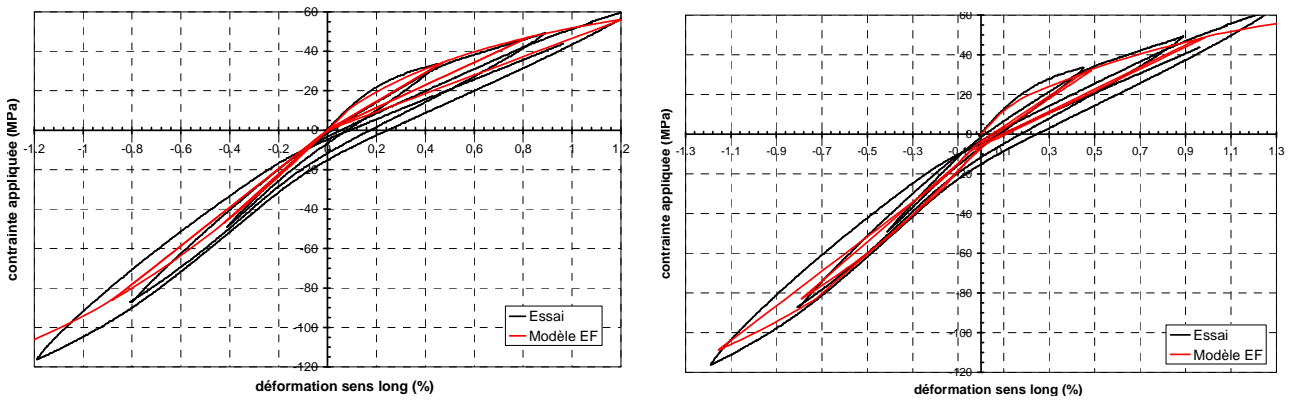 contrainte appliquée (MPa)
60
40
20
0
-20
-40
-60
-80
-100
-120
-1.2 -1 -0.8 -0.6 -0.4 -0.2 0 0.2 0.4 0.6 0.8 1 1.2
Essai
Modèle EF
déformation sens long (%)
contrainte appliquée (MPa)
60
40
20
0
-20
-40
-60
-80
-100
-120
-1.3 -1.1 -0.9 -0.7 -0.5 -0.3 -0.1 0.1 0.3 0.5 0.7 0.9 1.1 1.3
Essai
Modèle EF
déformation sens long (%)